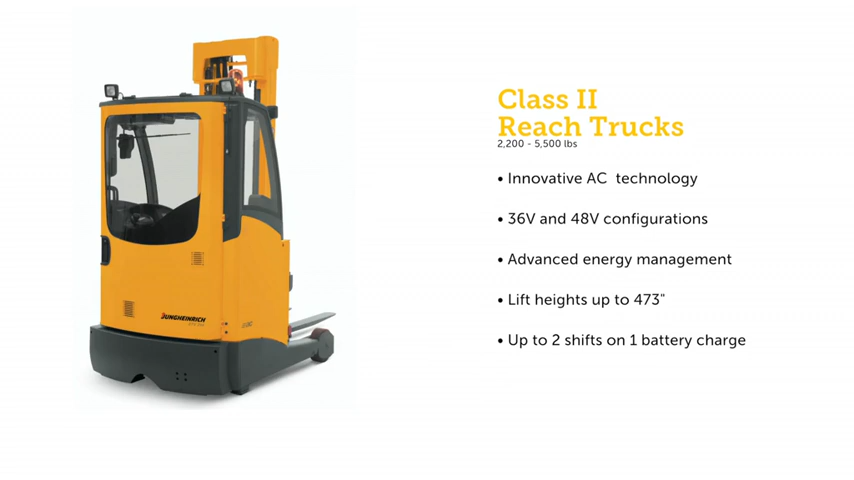 Class II
Reach Trucks
2,200 - 5,500 lbs
• Innovative AC technology
• 36V and 48V configurations
• Advanced energy management
• Lift heights up to 473"
• Up to 2 shifts on 1 battery charge
JUNGHEINRICH